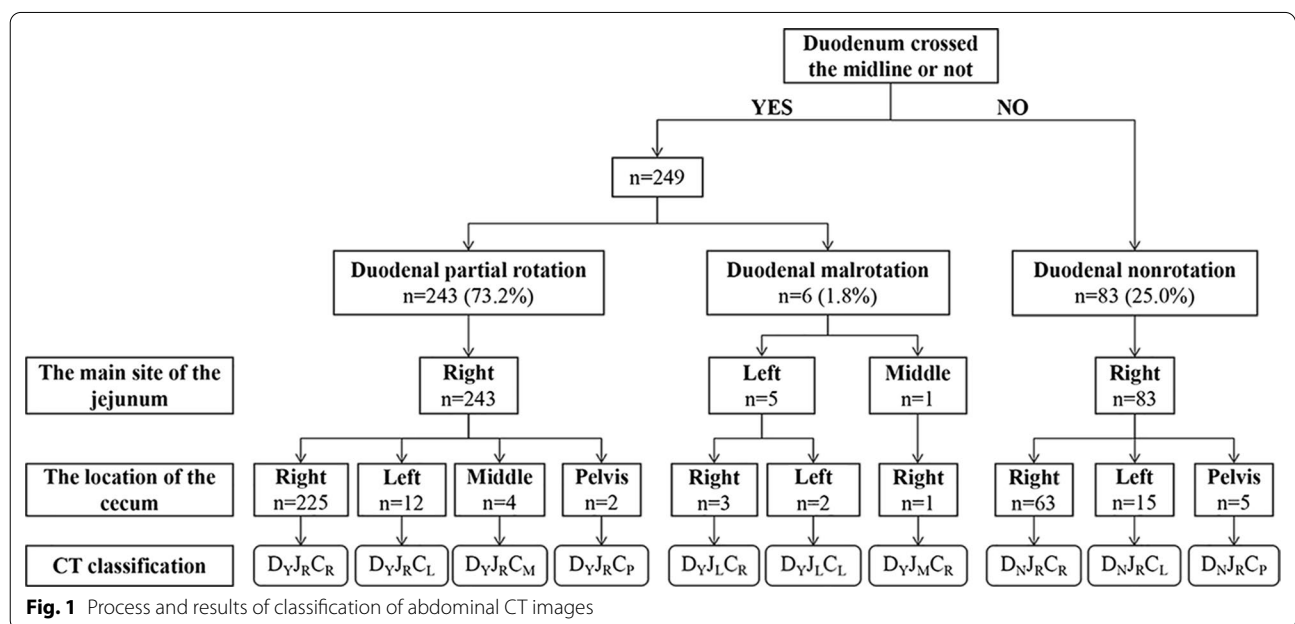 Duodenum crossed
the midline or not
YES
NO
n=249
Duodenal partial rotation
n=243 (73.2%)
Duodenal malrotation
n=6 (1.8%)
Duodenal nonrotation
n=83 (25.0%)
The main site of the
jejunum
Right
n=243
Left
n=5
Middle
n=1
Right
n=83
The location of the
cecum
Right
n=225
Left
n=12
Middle
n=4
Pelvis
n=2
Right
n=3
Left
n=2
Right
n=1
Right
n=63
Left
n=15
Pelvis
n=5
CT classification
DYJRCR
DYJRCL
DYJRCM
DYJRCP
DYJLCR
DYJLCL
DYJMCR
DNJRCR
DNJRCL
DNJRCP
Fig. 1 Process and results of classification of abdominal CT images